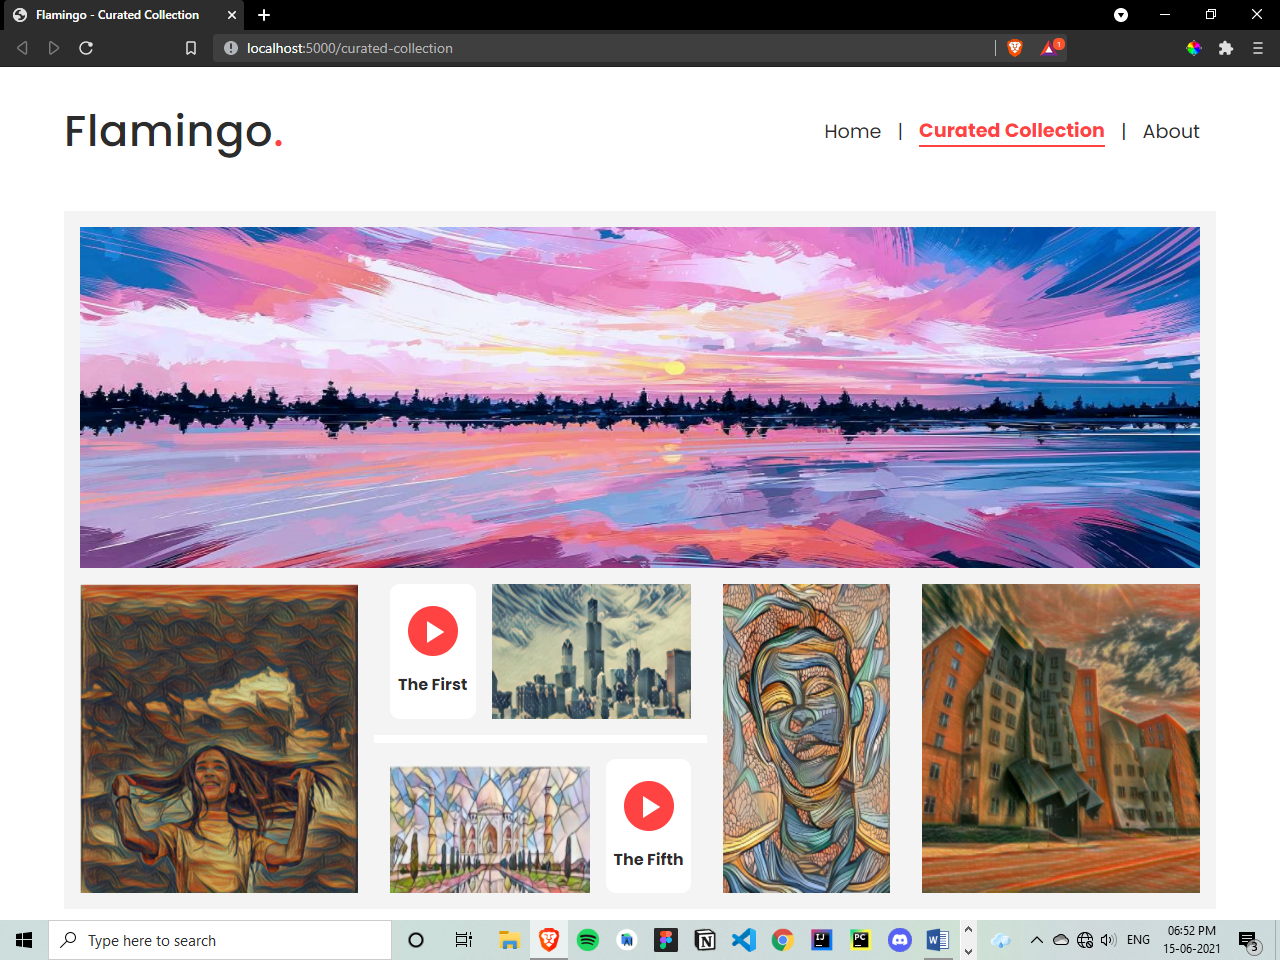 Flamingo - Curated Collection
localhost:5000/curated-collection
1
Flamingo.
Home | Curated Collection | About
The First
The Fifth
Type here to search
ENG
06:52 PM
15-06-2021
3